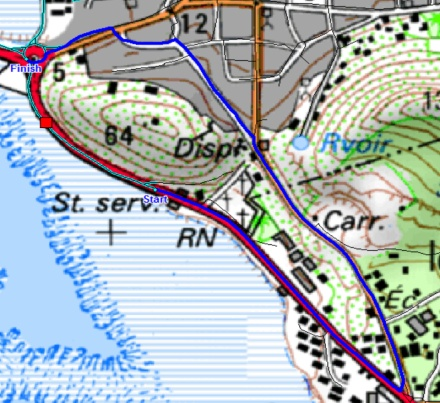 12
Finish
5
64
Disp.
Rvoir
St. serv.
Start
Carr.
RN
Éc.